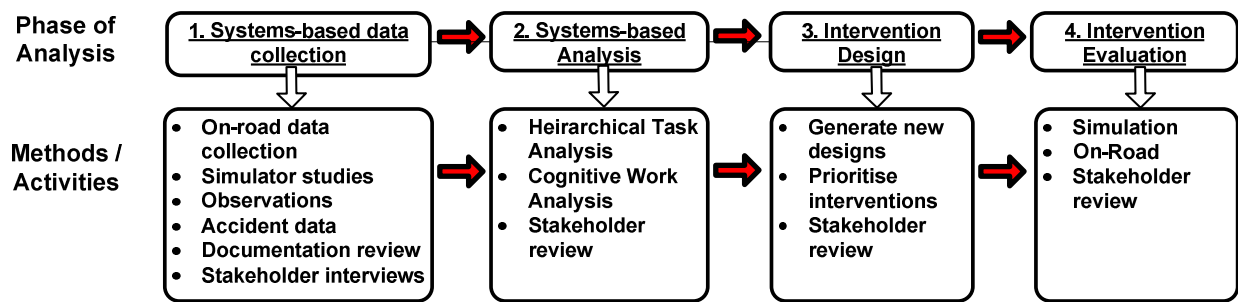 Phase of
Analysis
1. Systems-based data
collection
2. Systems-based
Analysis
3. Intervention
Design
4. Intervention
Evaluation
Methods /
Activities
• On-road data
collection
• Simulator studies
• Observations
• Accident data
• Documentation review
• Stakeholder interviews
• Heirarchical Task
Analysis
• Cognitive Work
Analysis
• Stakeholder
review
• Generate new
designs
• Prioritise
interventions
• Stakeholder
review
• Simulation
• On-Road
• Stakeholder
review